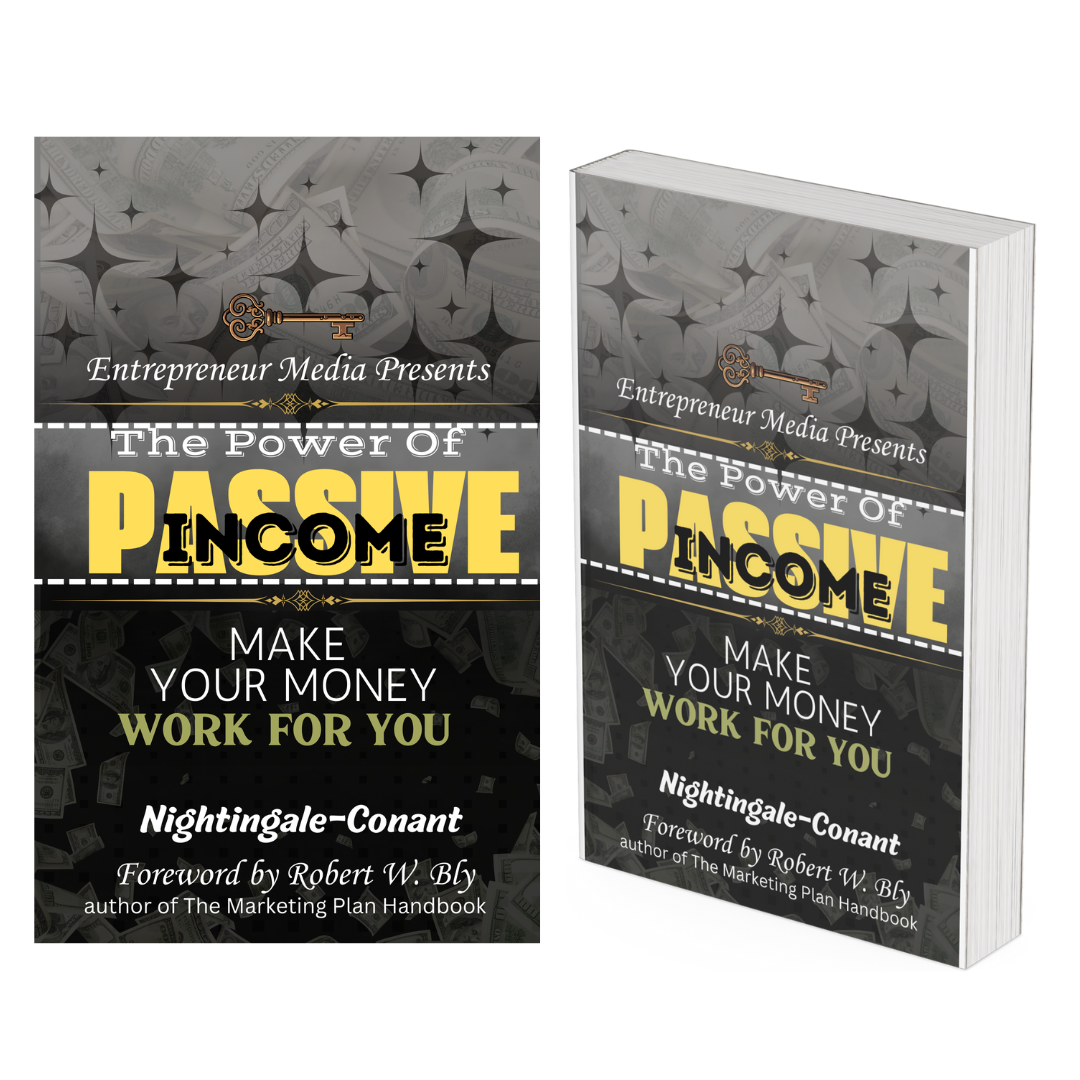 Entrepreneur Media Presents
The Power Of
PASSIVE
INCOME
MAKE
YOUR MONEY
WORK FOR YOU
Nightingale-Conant
Foreword by Robert W. Bly
author of The Marketing Plan Handbook
Entrepreneur Media Presents
The Power Of
PASSIVE
INCOME
MAKE
YOUR MONEY
WORK FOR YOU
Nightingale-Conant
Foreword by Robert W. Bly
author of The Marketing Plan Handbook